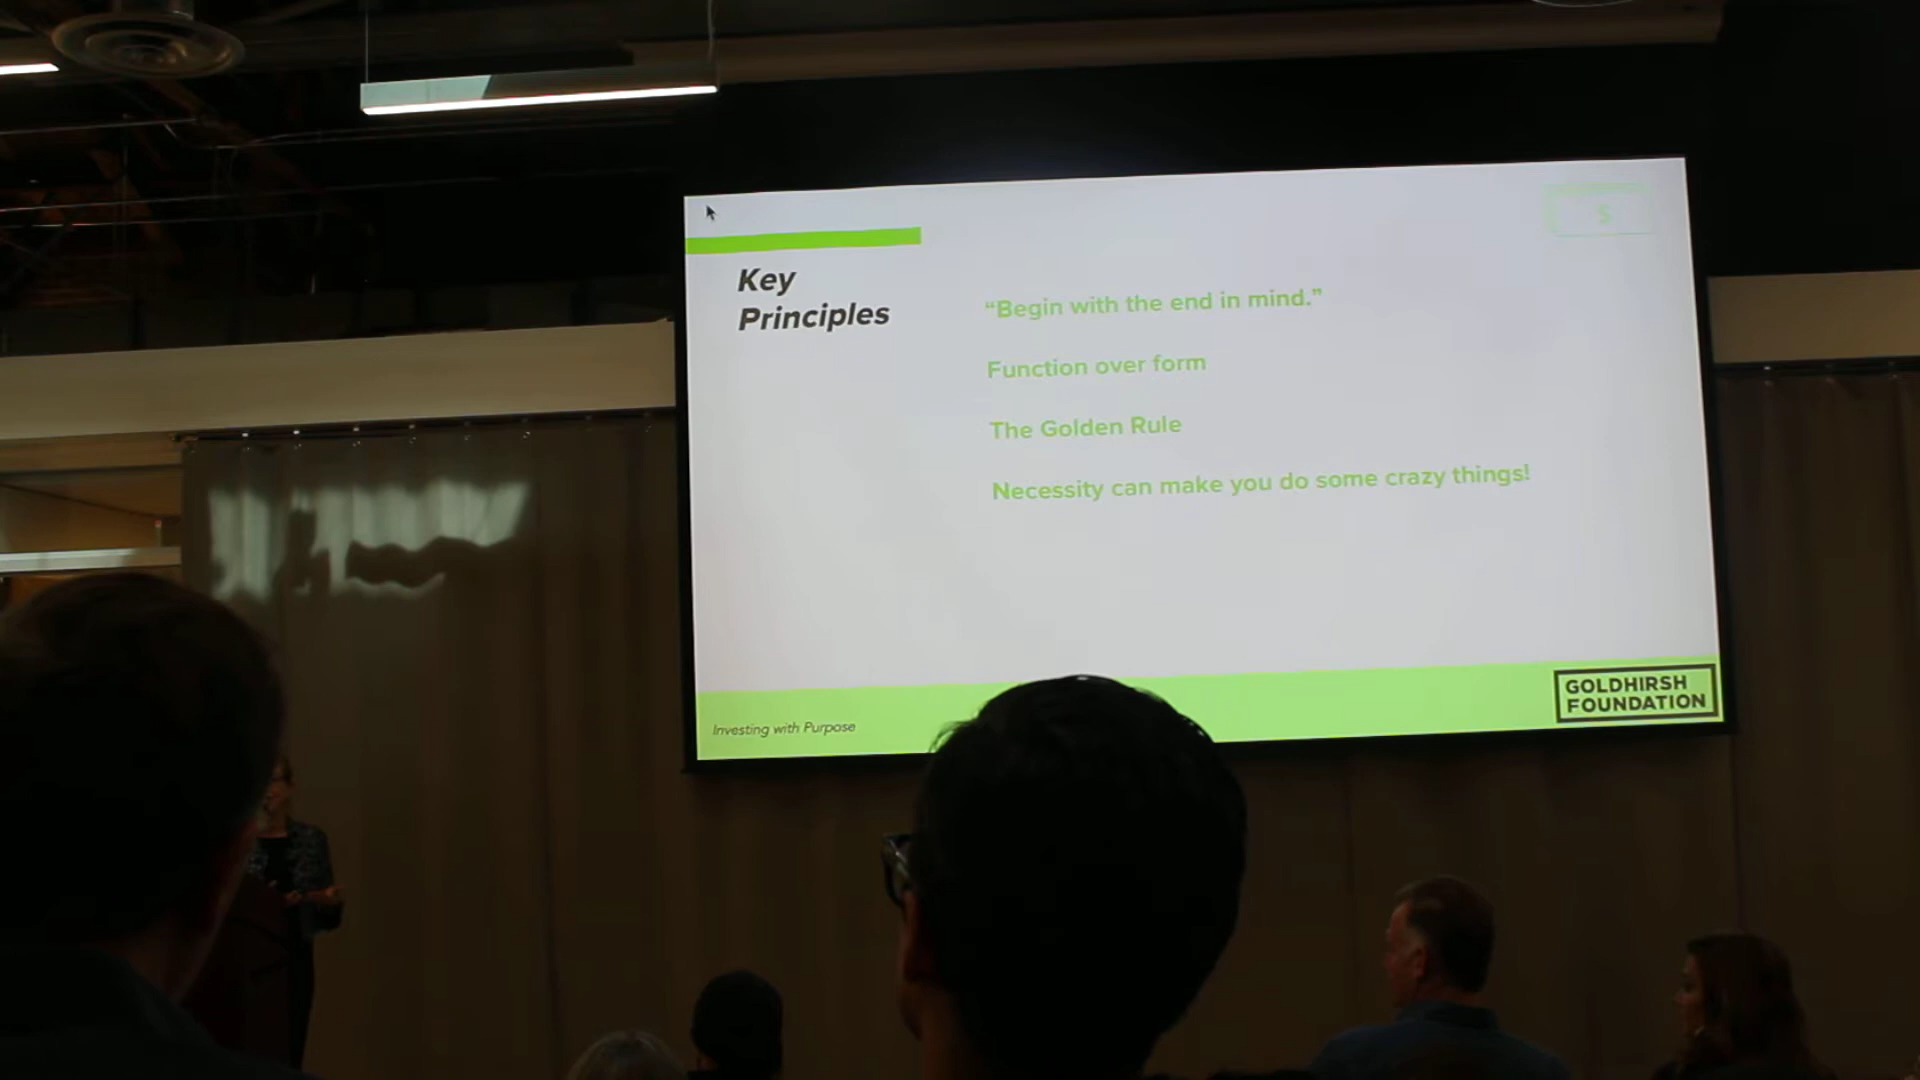 $
Key
Principles
“Begin with the end in mind.”
Function over form
The Golden Rule
Necessity can make you do some crazy things!
Investing with Purpose
GOLDHIRSH
FOUNDATION